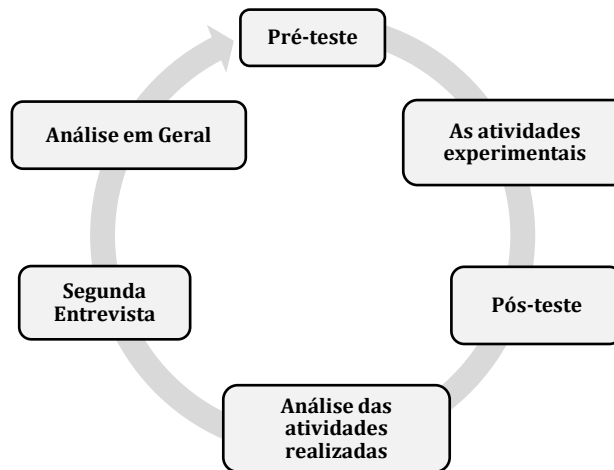 Pré-teste
As atividades
experimentais
Pós-teste
Análise das
atividades
realizadas
Segunda
Entrevista
Análise em Geral